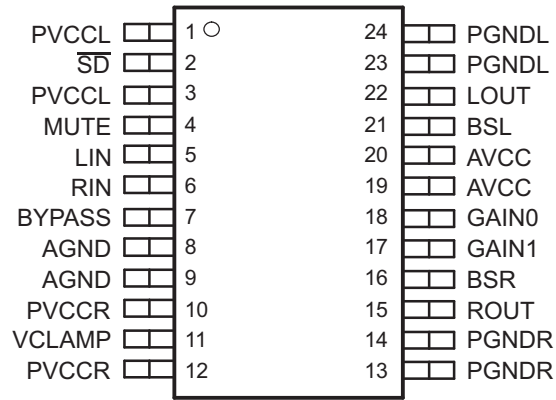 PVCCL 1 24 PGNDL
S̅D̅ 2 23 PGNDL
PVCCL 3 22 LOUT
MUTE 4 21 BSL
LIN 5 20 AVCC
RIN 6 19 AVCC
BYPASS 7 18 GAIN0
AGND 8 17 GAIN1
AGND 9 16 BSR
PVCCR 10 15 ROUT
VCLAMP 11 14 PGNDR
PVCCR 12 13 PGNDR